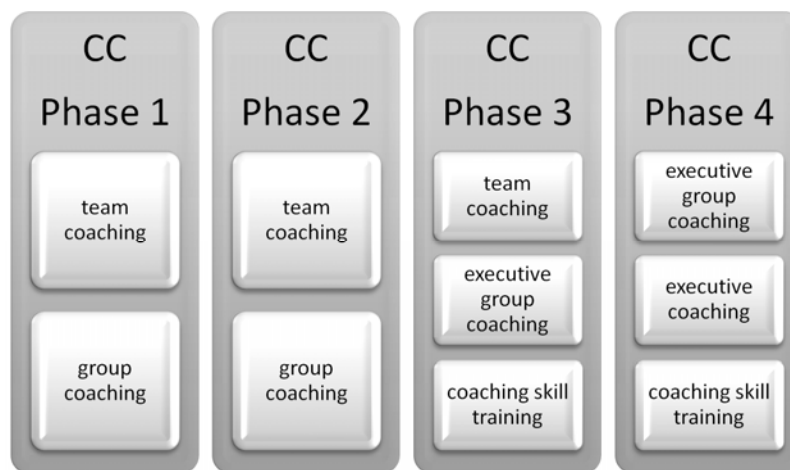 CC
Phase 1
team
coaching
group
coaching
CC
Phase 2
team
coaching
group
coaching
CC
Phase 3
team
coaching
executive
group
coaching
coaching skill
training
CC
Phase 4
executive
group
coaching
executive
coaching
coaching skill
training